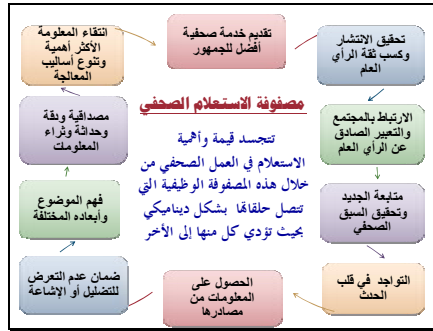 تقديم خدمة صحفية
أفضل للجمهور
تحقيق الانتشار
وكسب ثقة الرأي
العام
الارتباط بالمجتمع
والتعبير الصادق
عن الرأي العام
متابعة الجديد
وتحقيق السبق
الصحفي
التواجد في قلب
الحدث
الحصول على
المعلومات من
مصادرها
ضمان عدم التعرض
للتضليل أو الإشاعة
فهم الموضوع
وأبعاده المختلفة
مصداقية ودقة
وحداثة وثراء
المعلومات
انتقاء المعلومة
الأكثر أهمية
وتنوع أساليب
المعالجة
مصفوفة الاستعلام الصحفي
تتجسد قيمة وأهمية
الاستعلام في العمل الصحفي من
خلال هذه المصفوفة الوظيفية التي
تتصل حلقاتها بشكل ديناميكي
بحيث تؤدي كل منها إلى الأخر